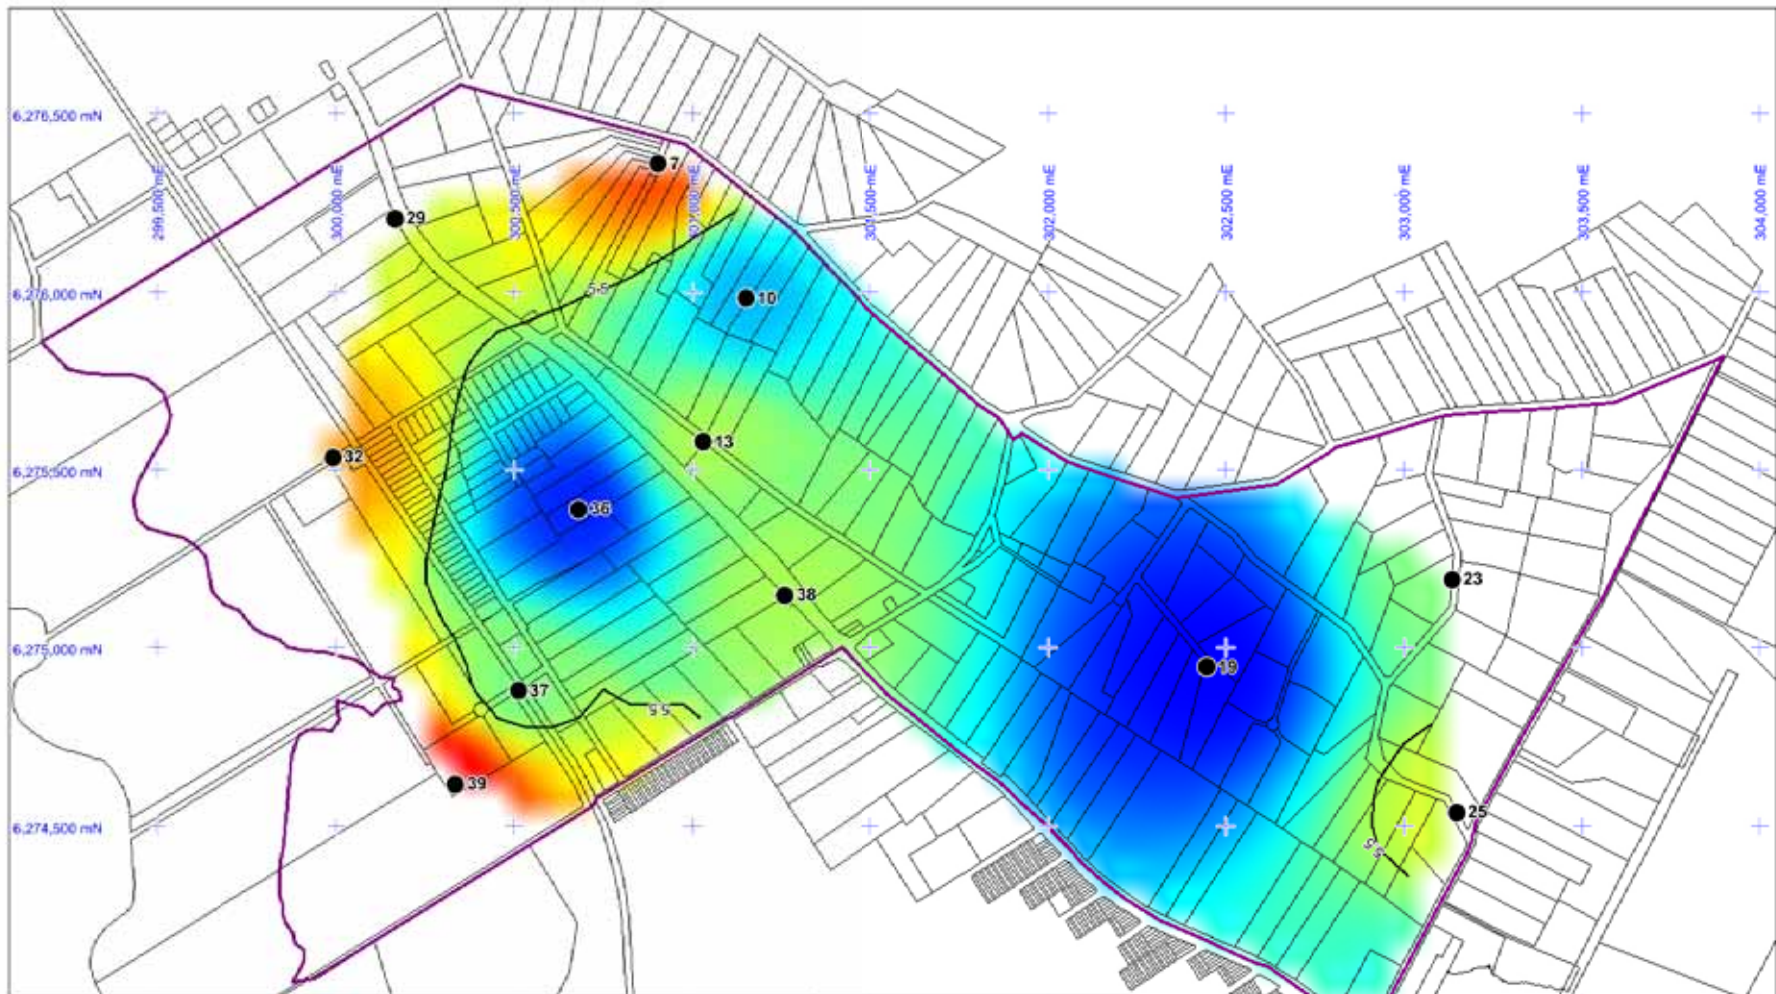 6,276,500 mN
299,500 mE
300,000 mE
300,500 mE
301,000 mE
301,500 mE
302,000 mE
302,500 mE
303,000 mE
303,500 mE
304,000 mE
7
29
6,276,000 mN
5.5
10
13
32
6,275,500 mN
36
23
38
6,275,000 mN
19
37
5.5
39
25
6,274,500 mN
5.5